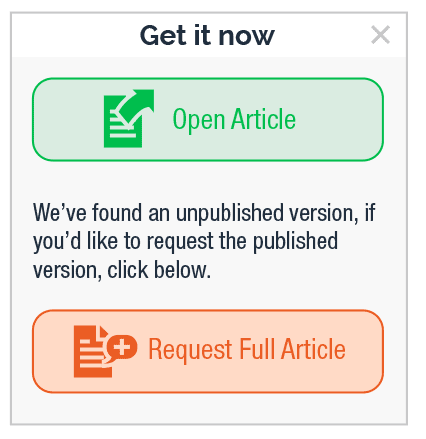 Get it now
Open Article
We've found an unpublished version, if
you'd like to request the published
version, click below.
Request Full Article